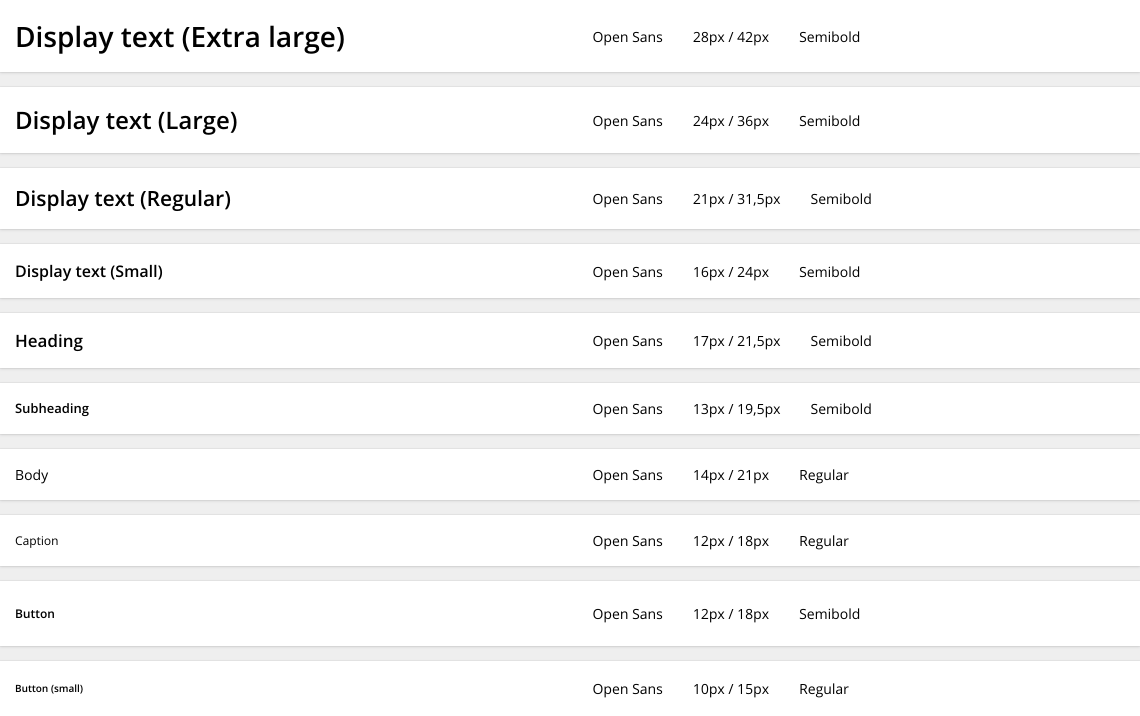 Display text (Extra large) Open Sans 28px / 42px Semibold
Display text (Large) Open Sans 24px / 36px Semibold
Display text (Regular) Open Sans 21px / 31,5px Semibold
Display text (Small) Open Sans 16px / 24px Semibold
Heading Open Sans 17px / 21,5px Semibold
Subheading Open Sans 13px / 19,5px Semibold
Body Open Sans 14px / 21px Regular
Caption Open Sans 12px / 18px Regular
Button Open Sans 12px / 18px Semibold
Button (small) Open Sans 10px / 15px Regular